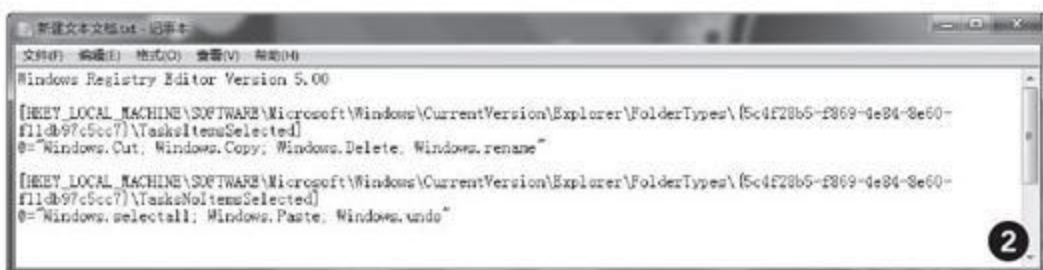 新建文本文档.txt - 记事本
文件(F) 编辑(E) 格式(O) 查看(V) 帮助(H)
Windows Registry Editor Version 5.00
[HKEY_LOCAL_MACHINE\SOFTWARE\Microsoft\Windows\CurrentVersion\Explorer\FolderTypes\{5c4f28b5-f869-4e84-8e60-
f11db97c5cc7}\TasksItemsSelected]
@="Windows.Cut; Windows.Copy; Windows.Delete; Windows.rename"
[HKEY_LOCAL_MACHINE\SOFTWARE\Microsoft\Windows\CurrentVersion\Explorer\FolderTypes\{5c4f28b5-f869-4e84-8e60-
f11db97c5cc7}\TasksNoItemsSelected]
@="Windows.selectall; Windows.Paste; Windows.undo"
2